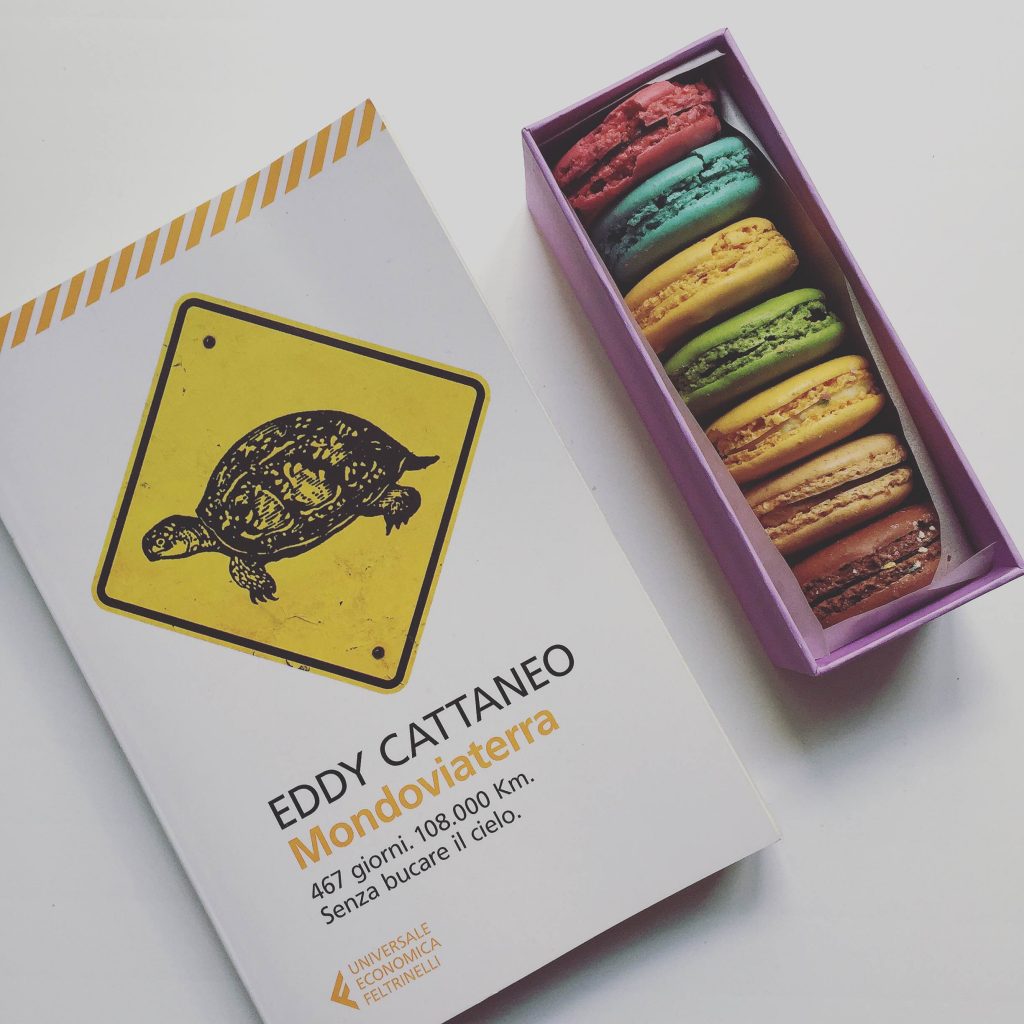 EDDY CATTANEO
Mondoviaterra
467 giorni. 108.000 Km.
Senza bucare il cielo.
UNIVERSALE
ECONOMICA
FELTRINELLI